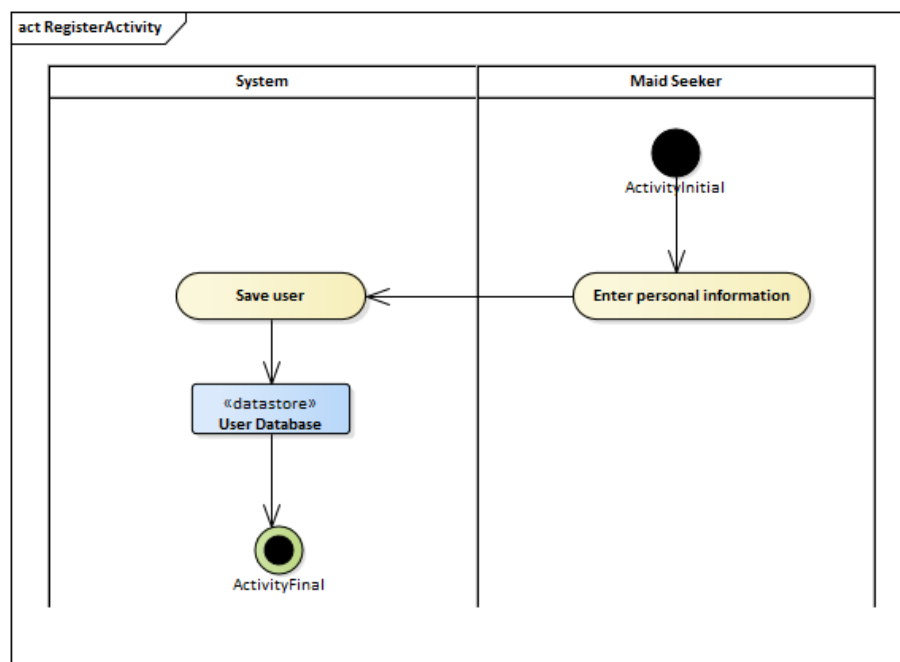 act RegisterActivity
System
Maid Seeker
ActivityInitial
Save user
Enter personal information
«datastore»
User Database
ActivityFinal